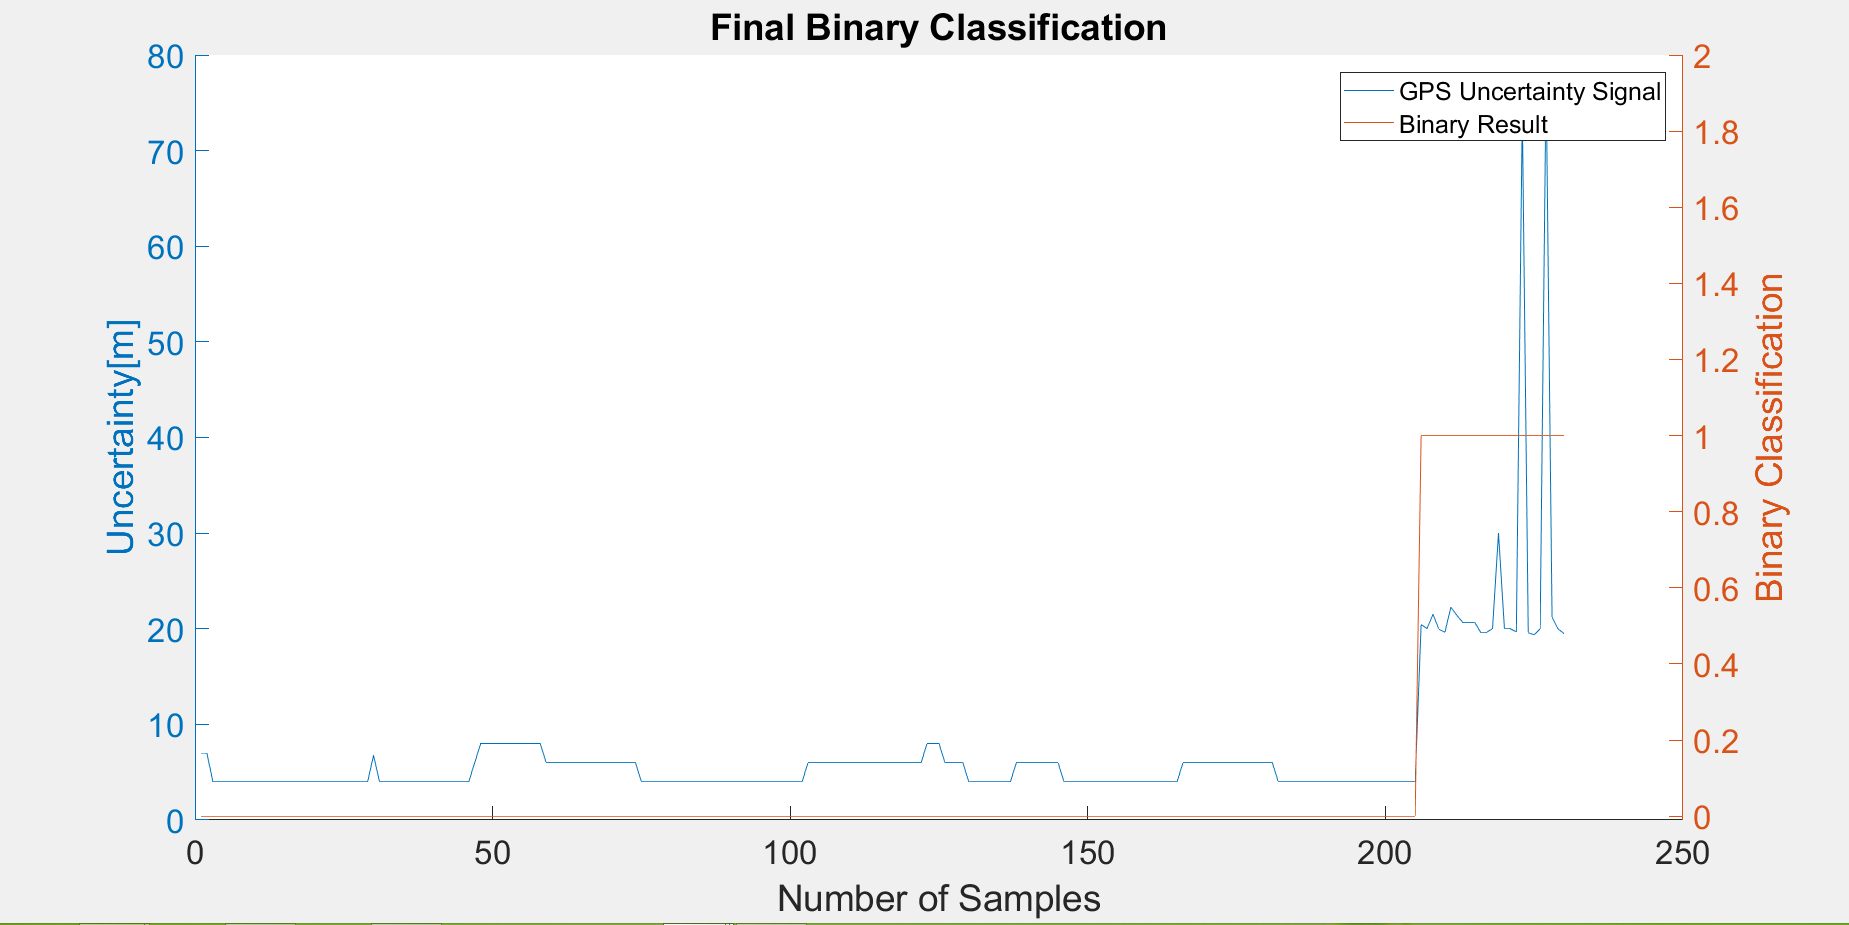 Final Binary Classification
80
70
60
50
40
30
20
10
0
Uncertainty[m]
GPS Uncertainty Signal
Binary Result
2
1.8
1.6
1.4
1.2
1
0.8
0.6
0.4
0.2
0
Binary Classification
0 50 100 150 200 250
Number of Samples